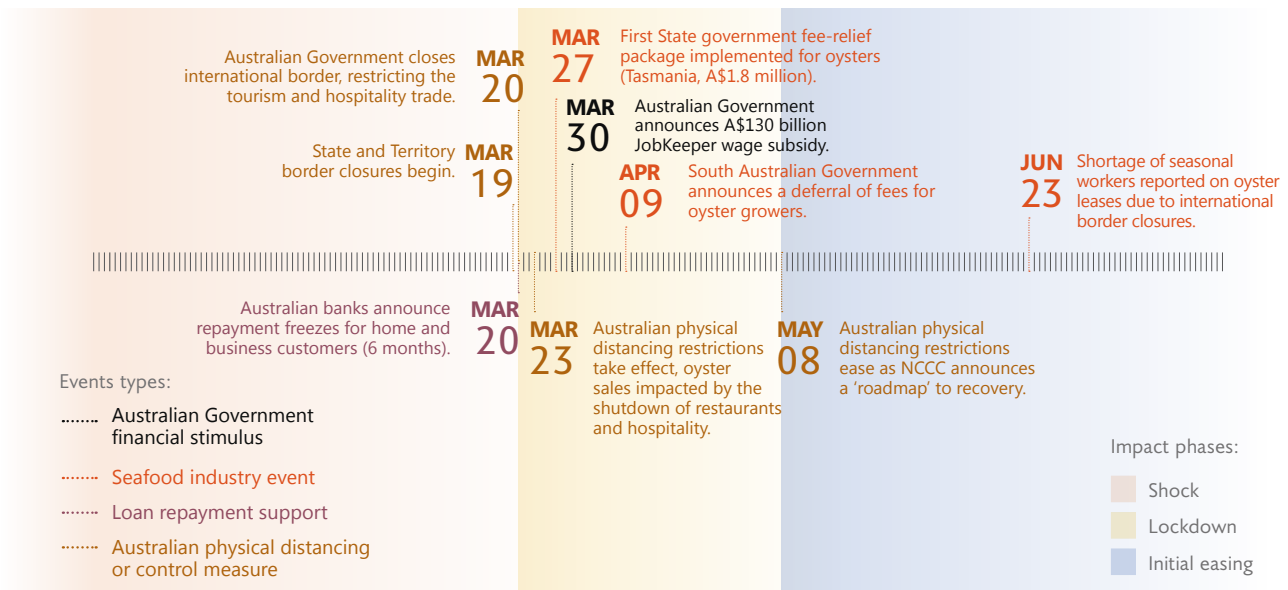 Australian Government closes
international border, restricting the
tourism and hospitality trade.
MAR
20
MAR
27
First State government fee-relief
package implemented for oysters
(Tasmania, A$1.8 million).
MAR
30
Australian Government
announces A$130 billion
JobKeeper wage subsidy.
State and Territory
border closures begin.
MAR
19
APR
09
South Australian Government
announces a deferral of fees for
oyster growers.
JUN
23
Shortage of seasonal
workers reported on oyster
leases due to international
border closures.
Australian banks announce
repayment freezes for home and
business customers (6 months).
MAR
20
MAR
23
Australian physical
distancing restrictions
take effect, oyster
sales impacted by the
shutdown of restaurants
and hospitality.
MAY
08
Australian physical
distancing restrictions
ease as NCCC announces
a ‘roadmap’ to recovery.
Events types:
Australian Government
financial stimulus
Seafood industry event
Loan repayment support
Australian physical distancing
or control measure
Impact phases:
Shock
Lockdown
Initial easing